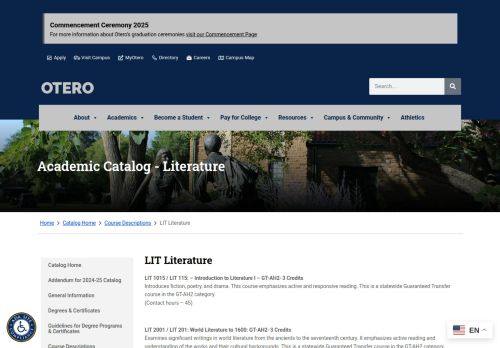 Commencement Ceremony 2025
For more information about Otero's graduation ceremonies visit our Commencement Page
Apply Visit Campus MyOtero Directory Careers Campus Map
OTERO
Search...
About Academics Become a Student Pay for College Resources Campus & Community Athletics
Academic Catalog - Literature
Home Catalog Home Course Descriptions LIT Literature
Catalog Home
Addendum for 2024-25 Catalog
General Information
Degrees & Certificates
Guidelines for Degree Programs
& Certificates
Course Descriptions
LIT Literature
LIT 1015 / LIT 115: – Introduction to Literature I – GT-AH2- 3 Credits
Introduces fiction, poetry, and drama. This course emphasizes active and responsive reading. This is a statewide Guaranteed Transfer
course in the GT-AH2 category.
(Contact hours – 45)
LIT 2001 / LIT 201: World Literature to 1600: GT-AH2- 3 Credits
Examines significant writings in world literature from the ancients to the seventeenth century. It emphasizes active reading and
understanding of the works and their cultural backgrounds. This is a statewide Guaranteed Transfer course in the GT-AH2 category.
EN